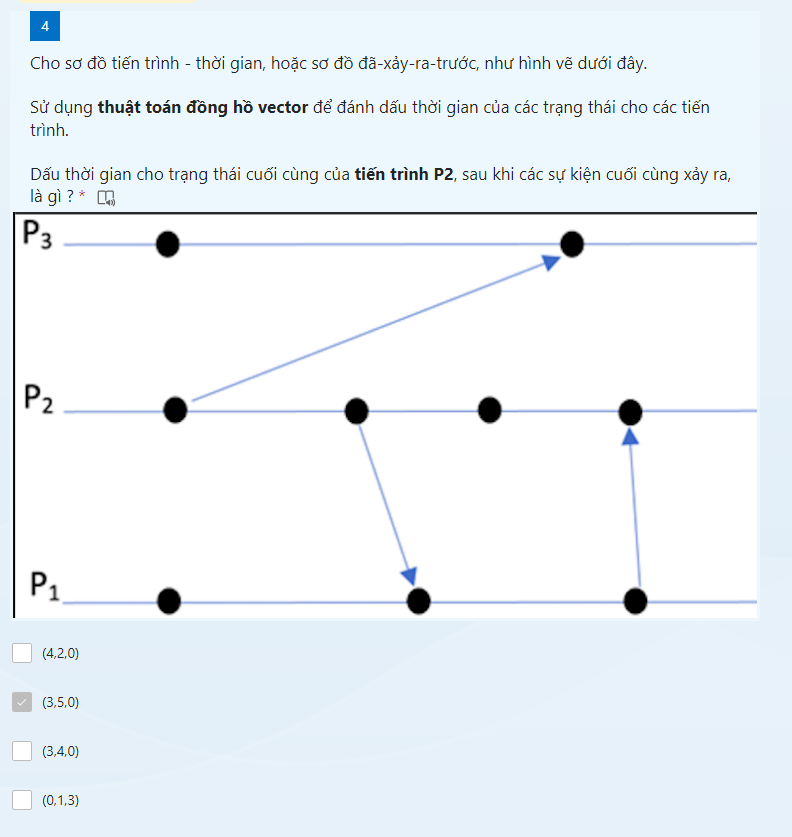 4
Cho sơ đồ tiến trình - thời gian, hoặc sơ đồ đã-xảy-ra-trước, như hình vẽ dưới đây.
Sử dụng thuật toán đồng hồ vector để đánh dấu thời gian của các trạng thái cho các tiến
trình.
Dấu thời gian cho trạng thái cuối cùng của tiến trình P2, sau khi các sự kiện cuối cùng xảy ra,
là gì ? *
P3
P2
P1
(4,2,0)
(3,5,0)
(3,4,0)
(0,1,3)